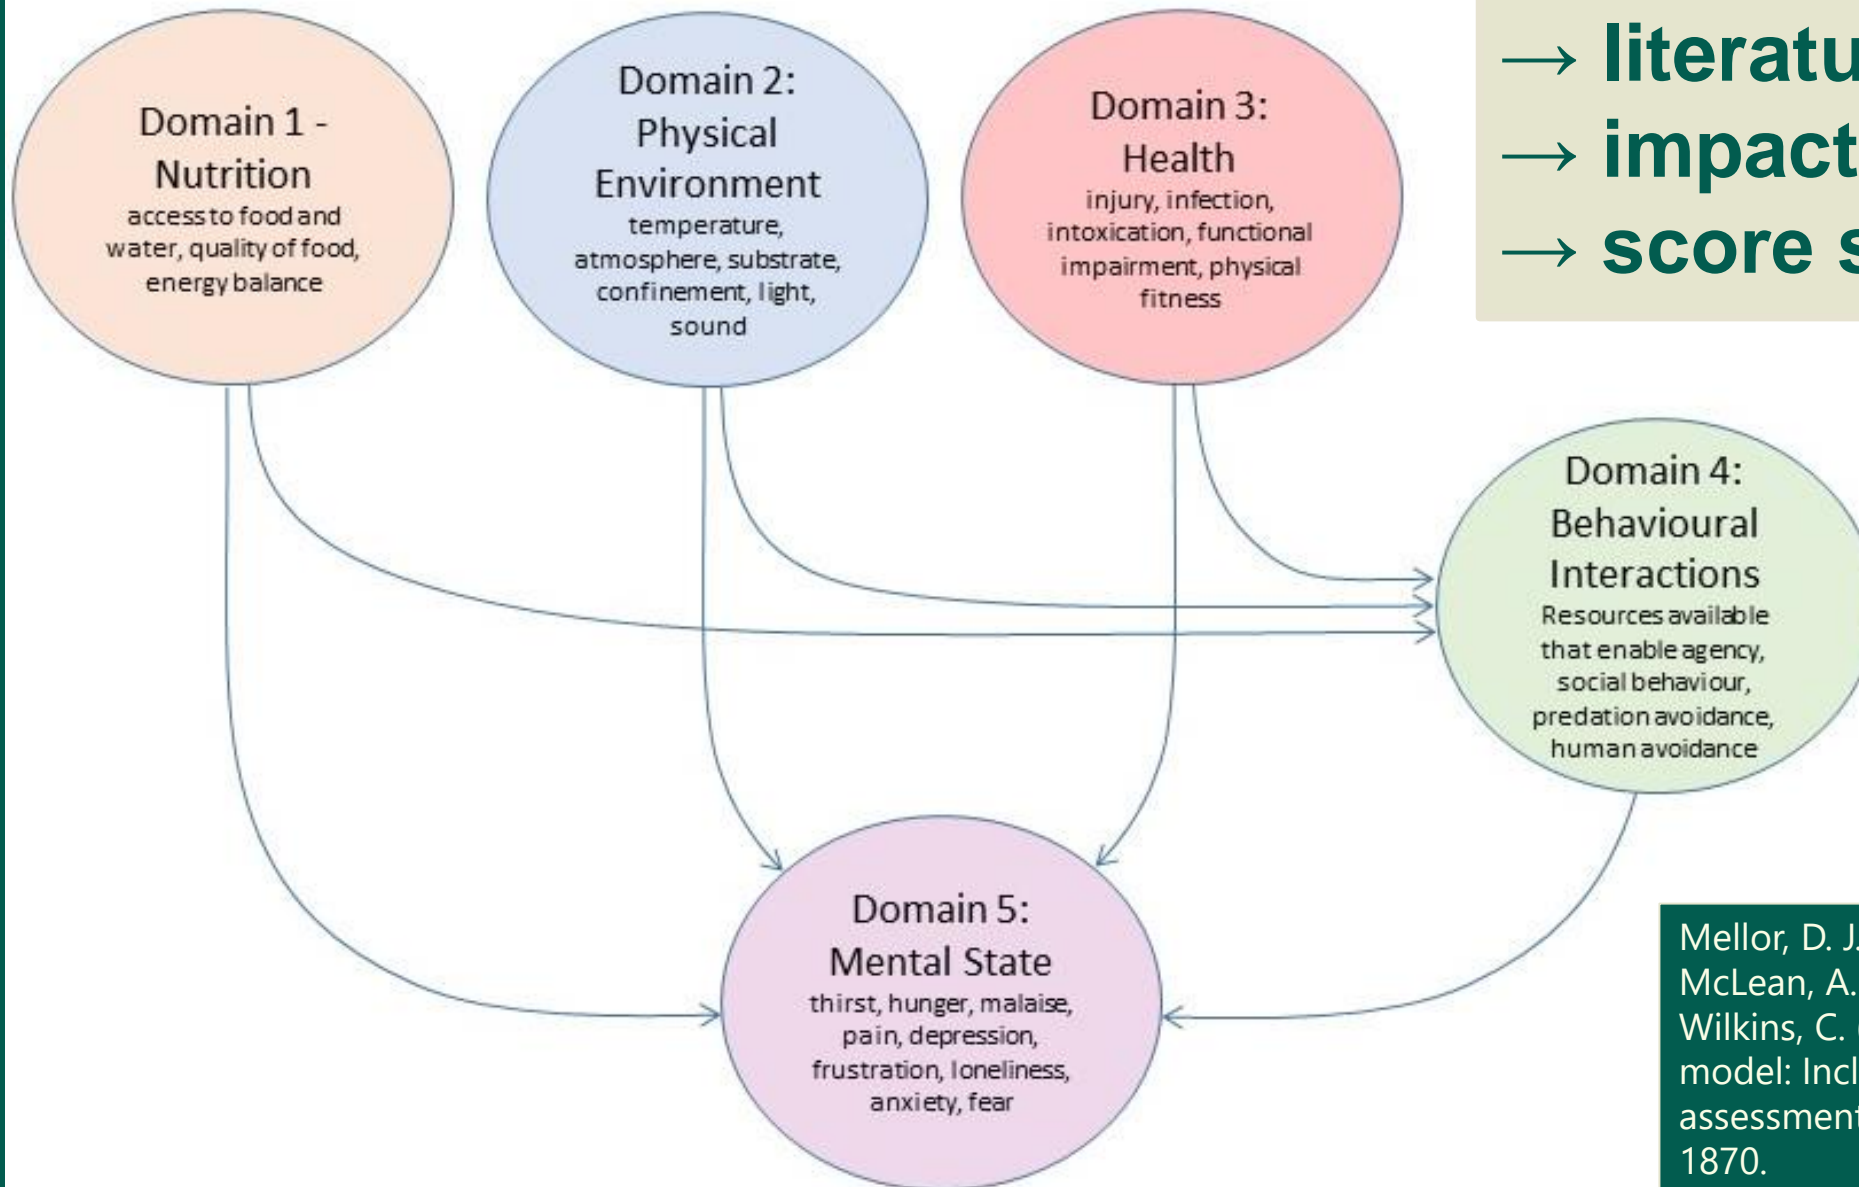 Domain 1 -
Nutrition
access to food and
water, quality of food,
energy balance
Domain 2:
Physical
Environment
temperature,
atmosphere, substrate,
confinement, light,
sound
Domain 3:
Health
injury, infection,
intoxication, functional
impairment, physical
fitness
→
→ impact
→ score
Domain 4:
Behavioural
Interactions
Resources available
that enable agency,
social behaviour,
predation avoidance,
human avoidance
Domain 5:
Mental State
thirst, hunger, malaise,
pain, depression,
frustration, loneliness,
anxiety, fear
Mellor, D. J.
McLean, A.
Wilkins, C.
model:
assessment
1870.